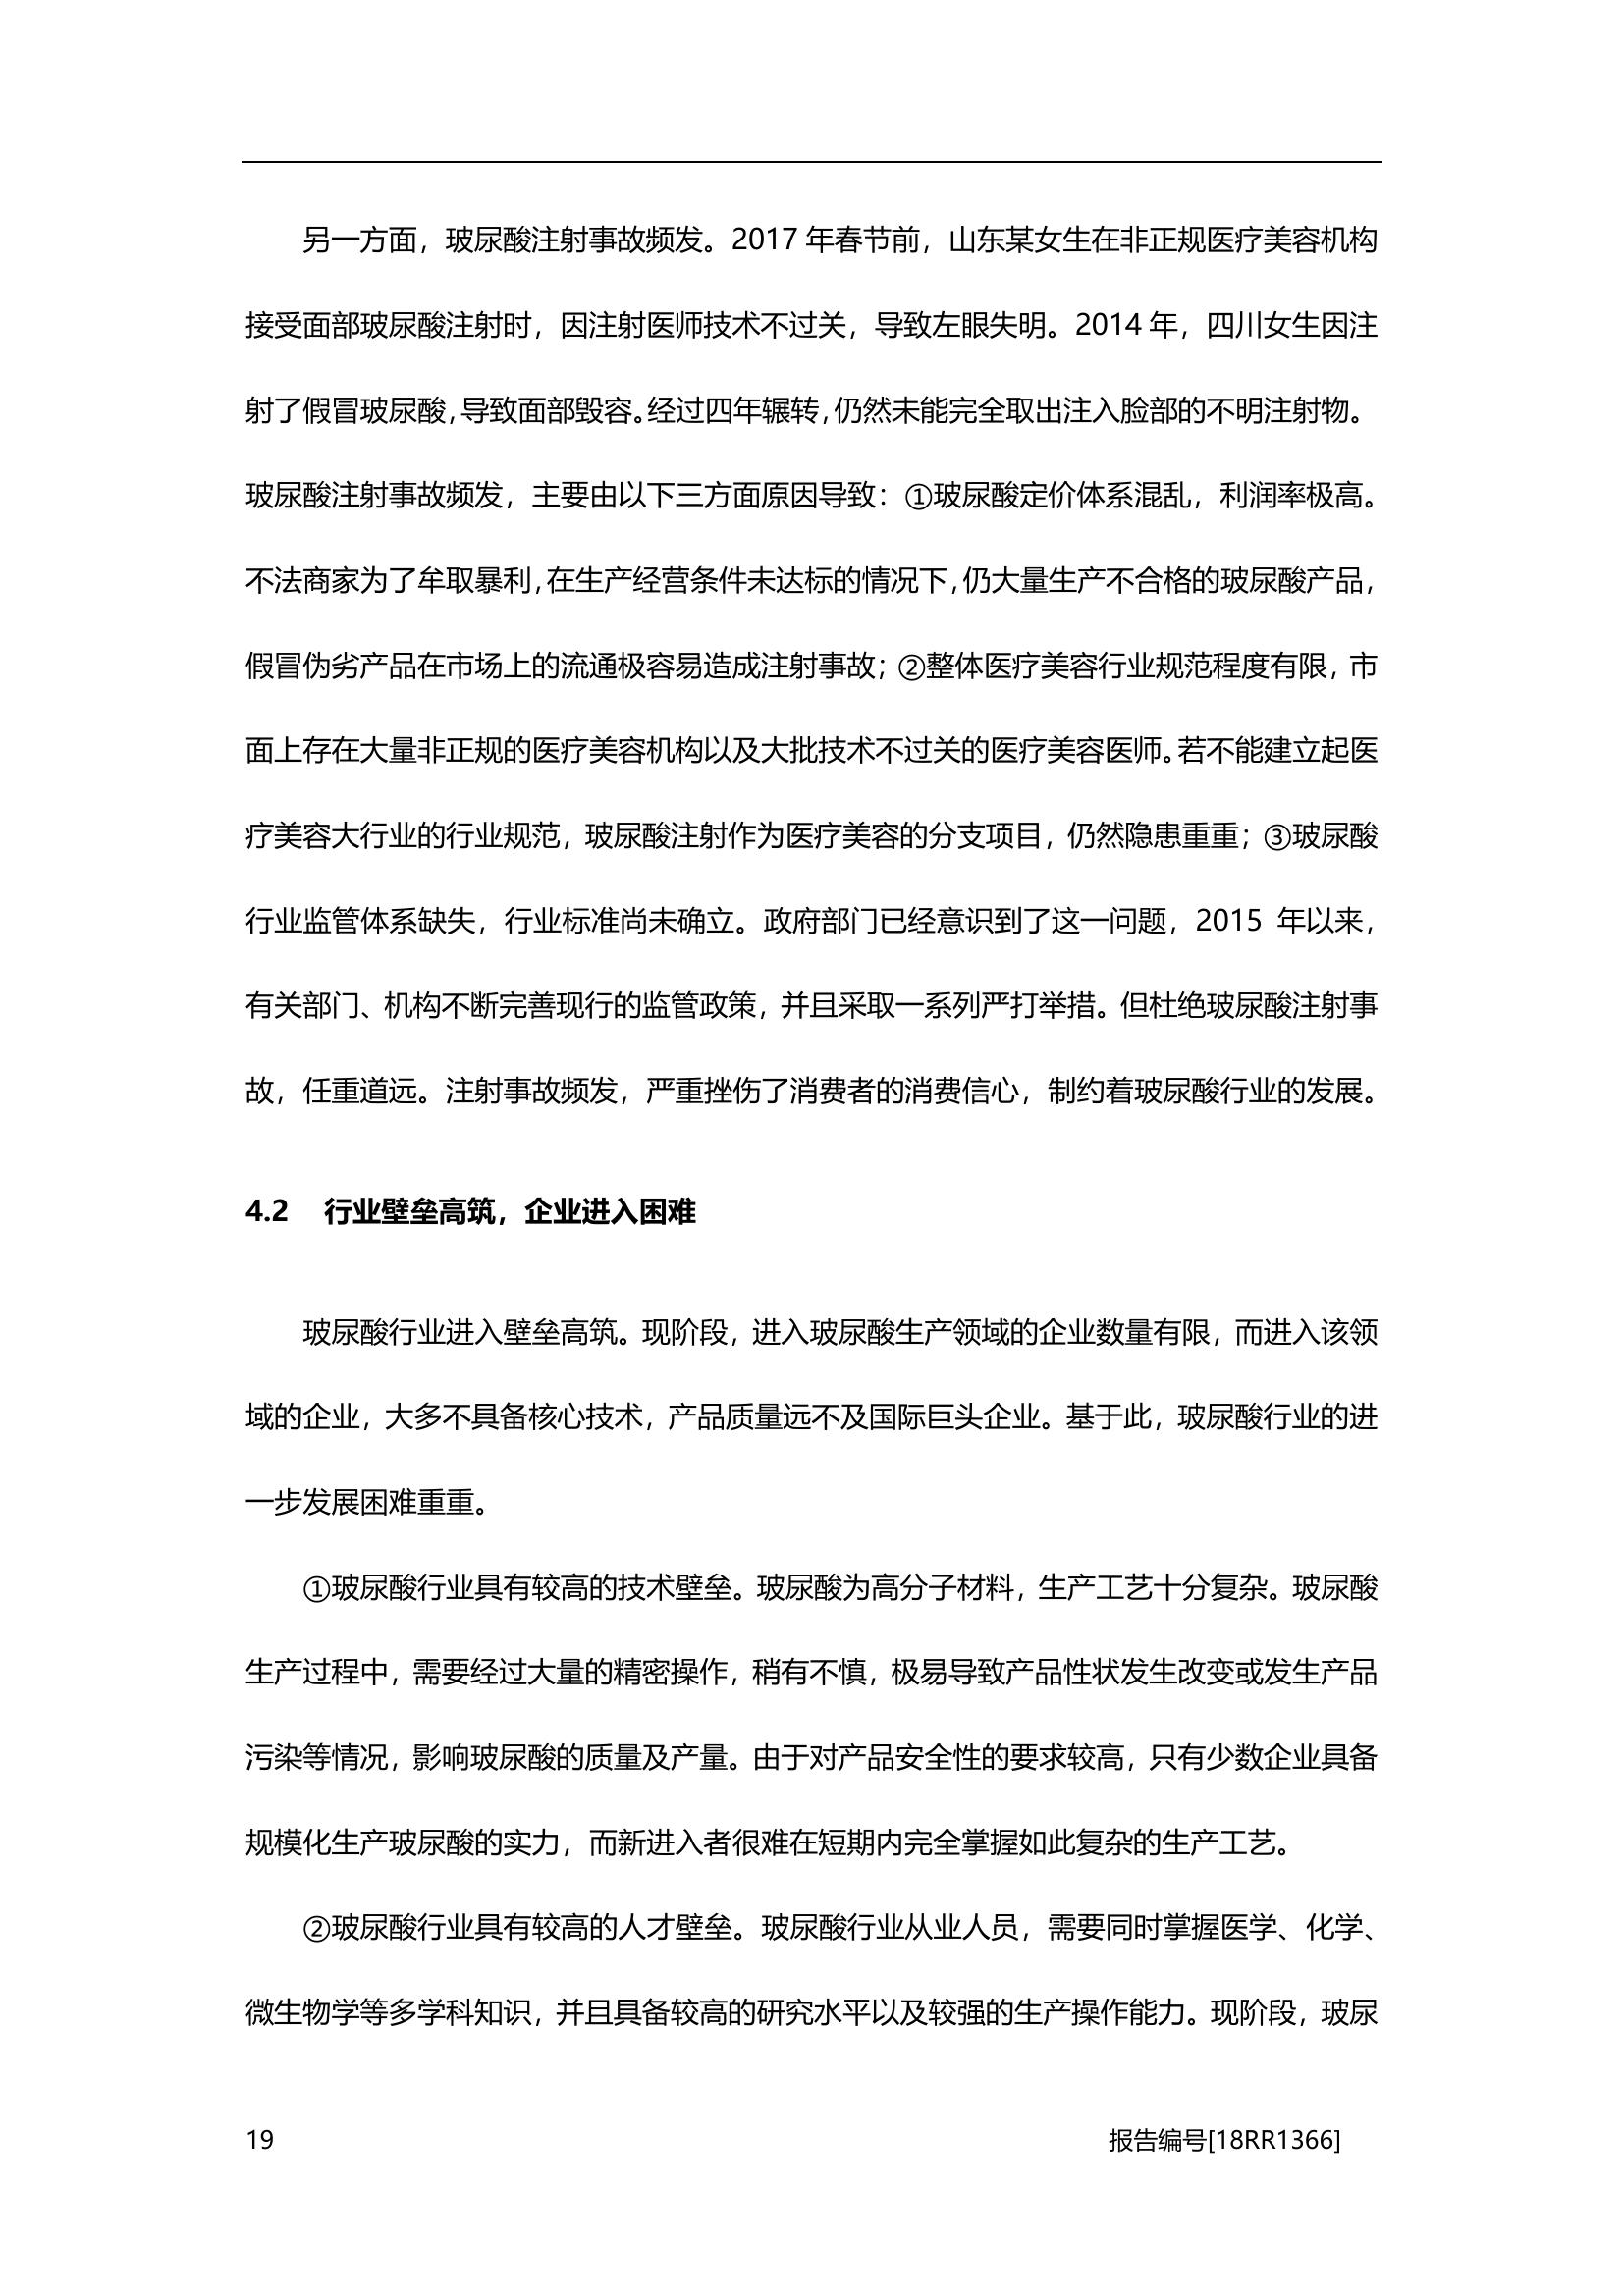 另一方面，玻尿酸注射事故频发。2017 年春节前，山东某女生在非正规医疗美容机构
接受面部玻尿酸注射时，因注射医师技术不过关，导致左眼失明。2014 年，四川女生因注
射了假冒玻尿酸，导致面部毁容。经过四年辗转，仍然未能完全取出注入脸部的不明注射物。
玻尿酸注射事故频发，主要由以下三方面原因导致：①玻尿酸定价体系混乱，利润率极高。
不法商家为了牟取暴利，在生产经营条件未达标的情况下，仍大量生产不合格的玻尿酸产品，
假冒伪劣产品在市场上的流通极容易造成注射事故；②整体医疗美容行业规范程度有限，市
面上存在大量非正规的医疗美容机构以及大批技术不过关的医疗美容医师。若不能建立起医
疗美容大行业的行业规范，玻尿酸注射作为医疗美容的分支项目，仍然隐患重重；③玻尿酸
行业监管体系缺失，行业标准尚未确立。政府部门已经意识到了这一问题，2015 年以来，
有关部门、机构不断完善现行的监管政策，并且采取一系列严打举措。但杜绝玻尿酸注射事
故，任重道远。注射事故频发，严重挫伤了消费者的消费信心，制约着玻尿酸行业的发展。
4.2 行业壁垒高筑，企业进入困难
玻尿酸行业进入壁垒高筑。现阶段，进入玻尿酸生产领域的企业数量有限，而进入该领
域的企业，大多不具备核心技术，产品质量远不及国际巨头企业。基于此，玻尿酸行业的进
一步发展困难重重。
①玻尿酸行业具有较高的技术壁垒。玻尿酸为高分子材料，生产工艺十分复杂。玻尿酸
生产过程中，需要经过大量的精密操作，稍有不慎，极易导致产品性状发生改变或发生产品
污染等情况，影响玻尿酸的质量及产量。由于对产品安全性的要求较高，只有少数企业具备
规模化生产玻尿酸的实力，而新进入者很难在短期内完全掌握如此复杂的生产工艺。
②玻尿酸行业具有较高的人才壁垒。玻尿酸行业从业人员，需要同时掌握医学、化学、
微生物学等多学科知识，并且具备较高的研究水平以及较强的生产操作能力。现阶段，玻尿
19 报告编号[18RR1366]